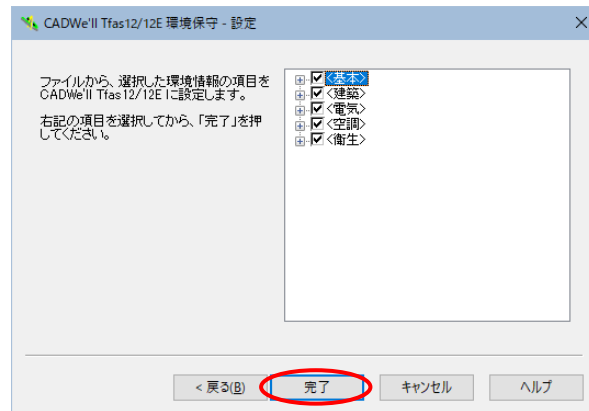 CADWe'll Tfas12/12E 環境保守 - 設定
ファイルから、選択した環境情報の項目を
CADWe'll Tfas12/12E に設定します。
右記の項目を選択してから、「完了」を押
してください。
<基本>
<建築>
<電気>
<空調>
<衛生>
< 戻る(B)
完了
キャンセル
ヘルプ